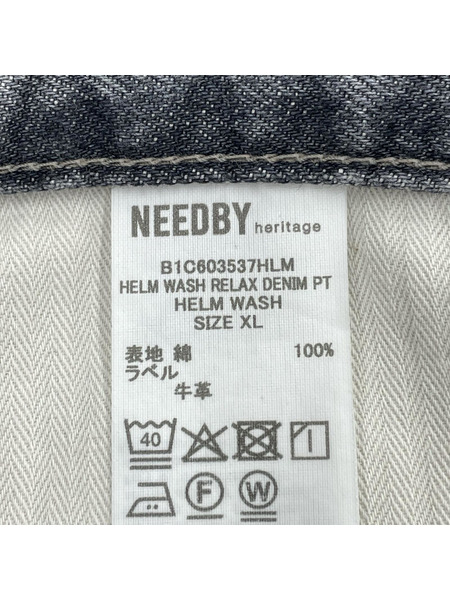 NEEDBY heritage
B1C603537HLM
HELM WASH RELAX DENIM PT
HELM WASH
SIZE XL
表地 綿 100%
ラベル
牛革
40
F W